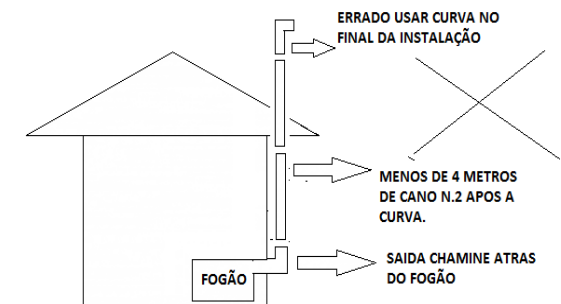 ERRADO USAR CURVA NO
FINAL DA INSTALAÇÃO
MENOS DE 4 METROS
DE CANO N.2 APOS A
CURVA.
SAIDA CHAMINE ATRAS
DO FOGÃO
FOGÃO